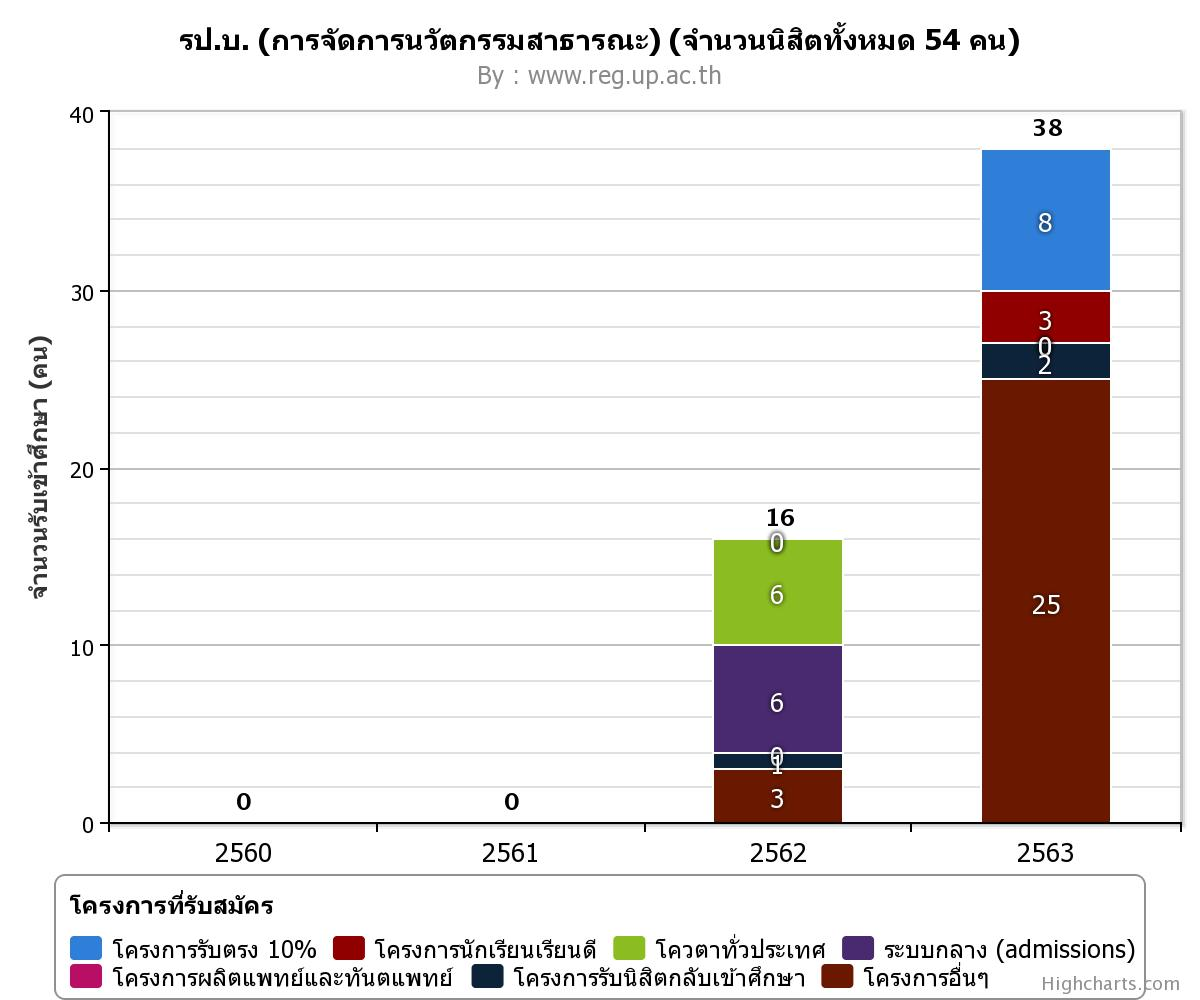 รป.บ. (การจัดการนวัตกรรมสาธารณะ) (จำนวนนิสิตทั้งหมด 54 คน)
By : www.reg.up.ac.th
จำนวนรับเข้าศึกษา (คน)
40
30
20
10
0
38
8
3
0
2
25
16
0
6
6
0
1
3
0
0
2560 2561 2562 2563
โครงการที่รับสมัคร
โครงการรับตรง 10% โครงการนักเรียนเรียนดี โควตาทั่วประเทศ ระบบกลาง (admissions)
โครงการผลิตแพทย์และทันตแพทย์ โครงการรับนิสิตกลับเข้าศึกษา โครงการอื่นๆ
Highcharts.com